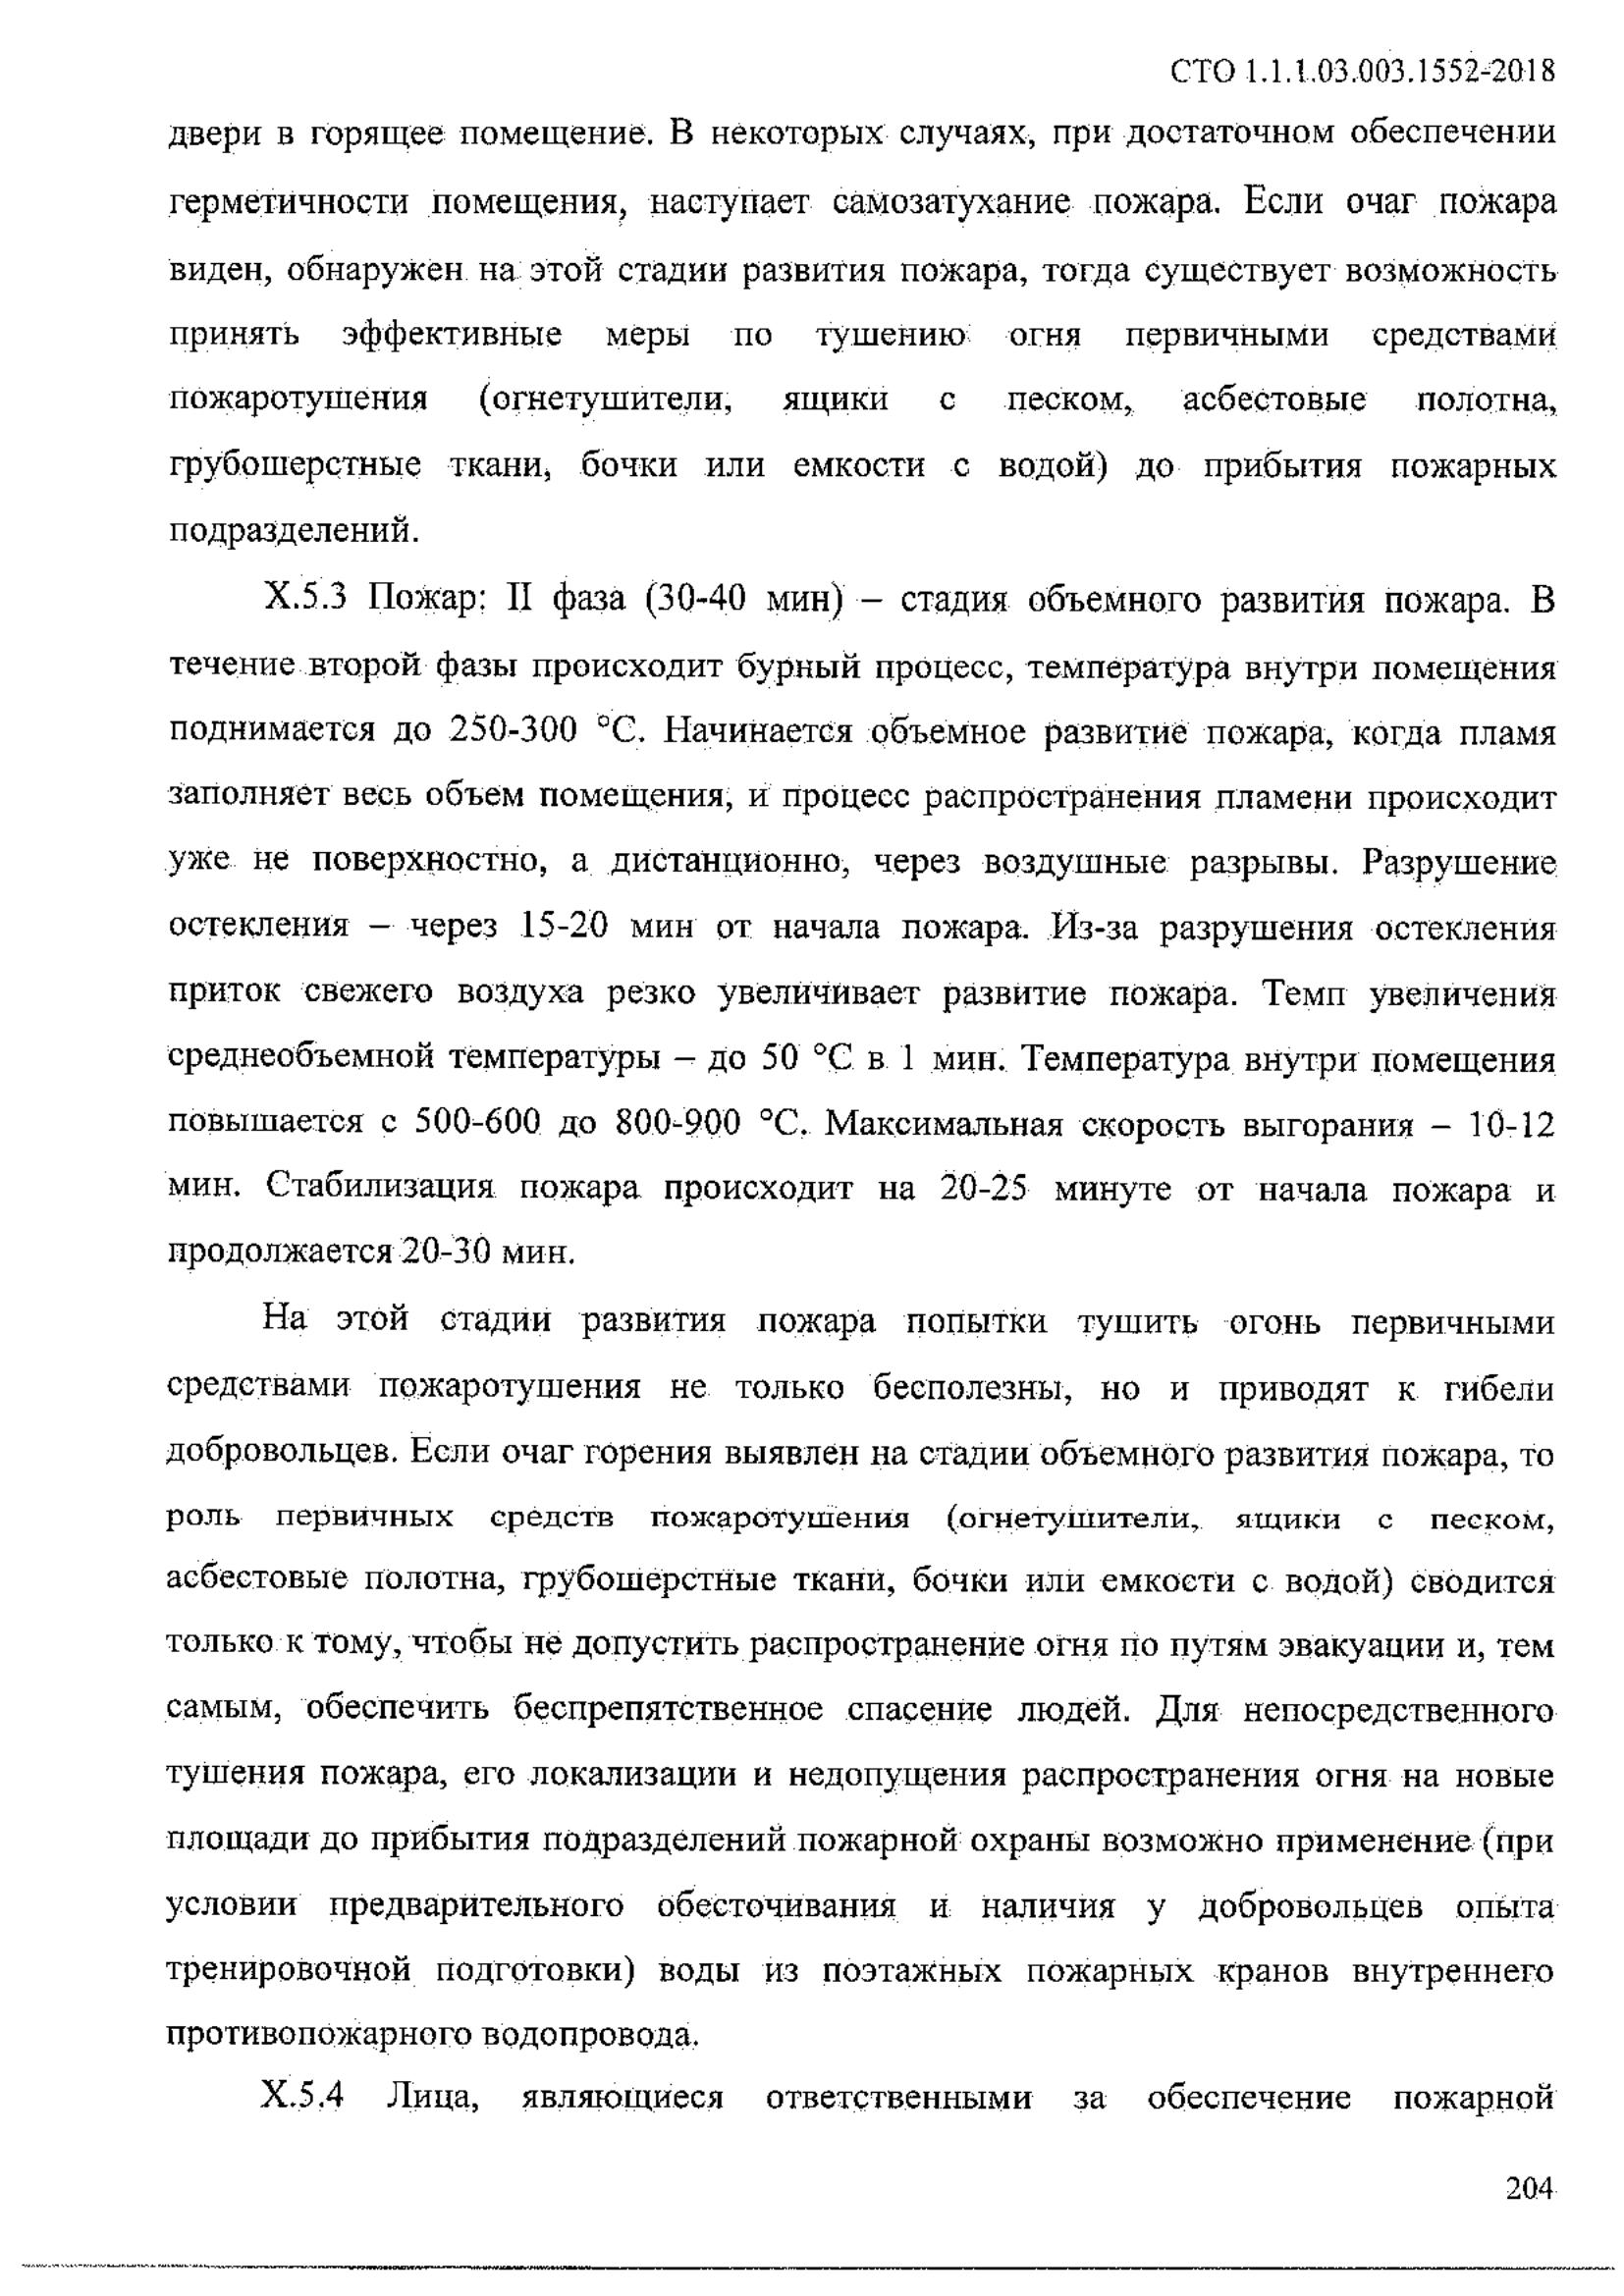 СТО 1.1.1.03.003.1552-2018
двери в горящее помещение. В некоторых случаях, при достаточном обеспечении
герметичности помещения, наступает самозатухание пожара. Если очаг пожара
виден, обнаружен на этой стадии развития пожара, тогда существует возможность
принять эффективные меры по тушению огня первичными средствами
пожаротушения (огнетушители, ящики с песком, асбестовые полотна,
грубошерстные ткани, бочки или емкости с водой) до прибытия пожарных
подразделений.
Х.5.3 Пожар: II фаза (30-40 мин) – стадия объемного развития пожара. В
течение второй фазы происходит бурный процесс, температура внутри помещения
поднимается до 250-300 °С. Начинается объемное развитие пожара, когда пламя
заполняет весь объем помещения, и процесс распространения пламени происходит
уже не поверхностно, а дистанционно, через воздушные разрывы. Разрушение
остекления – через 15-20 мин от начала пожара. Из-за разрушения остекления
приток свежего воздуха резко увеличивает развитие пожара. Темп увеличения
среднеобъемной температуры – до 50 °С в 1 мин. Температура внутри помещения
повышается с 500-600 до 800-900 °С. Максимальная скорость выгорания – 10-12
мин. Стабилизация пожара происходит на 20-25 минуте от начала пожара и
продолжается 20-30 мин.
На этой стадии развития пожара попытки тушить огонь первичными
средствами пожаротушения не только бесполезны, но и приводят к гибели
добровольцев. Если очаг горения выявлен на стадии объемного развития пожара, то
роль первичных средств пожаротушения (огнетушители, ящики с песком,
асбестовые полотна, грубошерстные ткани, бочки или емкости с водой) сводится
только к тому, чтобы не допустить распространение огня по путям эвакуации и, тем
самым, обеспечить беспрепятственное спасение людей. Для непосредственного
тушения пожара, его локализации и недопущения распространения огня на новые
площади до прибытия подразделений пожарной охраны возможно применение (при
условии предварительного обесточивания и наличия у добровольцев опыта
тренировочной подготовки) воды из поэтажных пожарных кранов внутреннего
противопожарного водопровода.
Х.5.4 Лица, являющиеся ответственными за обеспечение пожарной
204